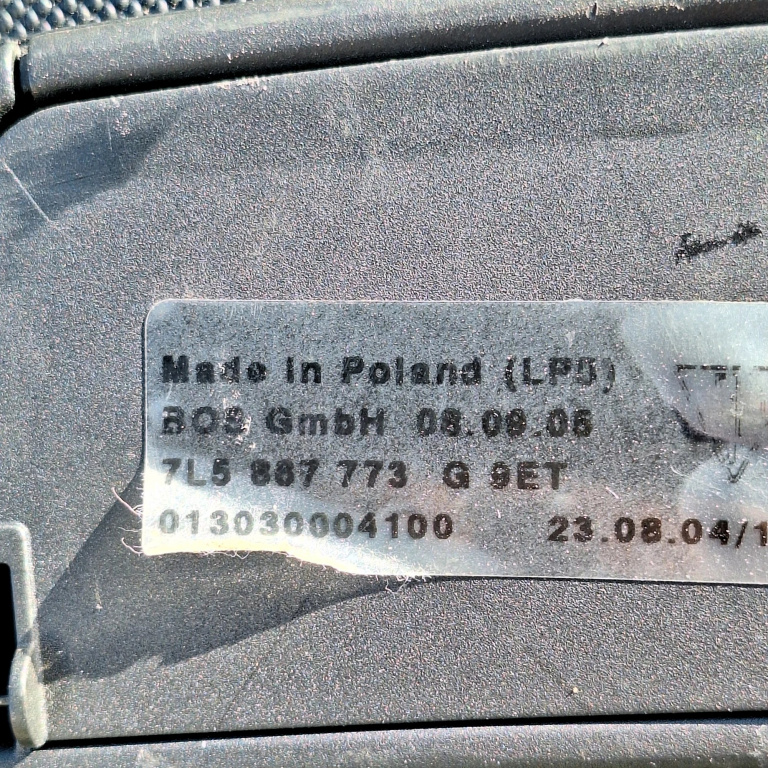 Made in Poland (LP5)
BOS GmbH 08.09.05
7L5 867 773 G 9ET
013030004100 23.08.04/1